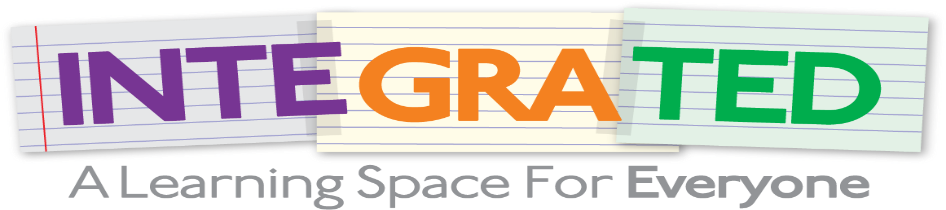 INTEGRATED
A Learning Space For Everyone